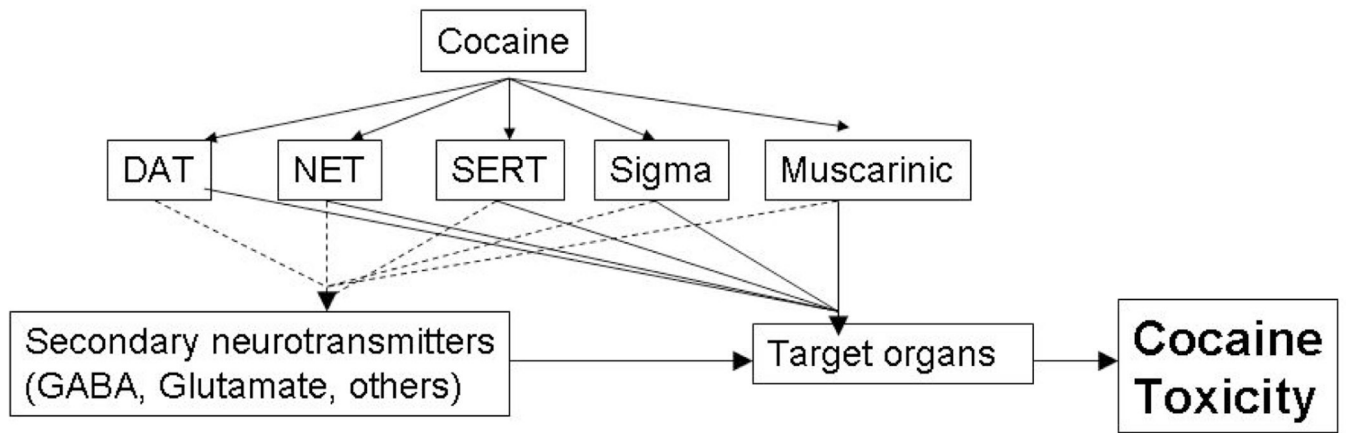 Cocaine
DAT
NET
SERT
Sigma
Muscarinic
Secondary neurotransmitters
(GABA, Glutamate, others)
Target organs
Cocaine
Toxicity